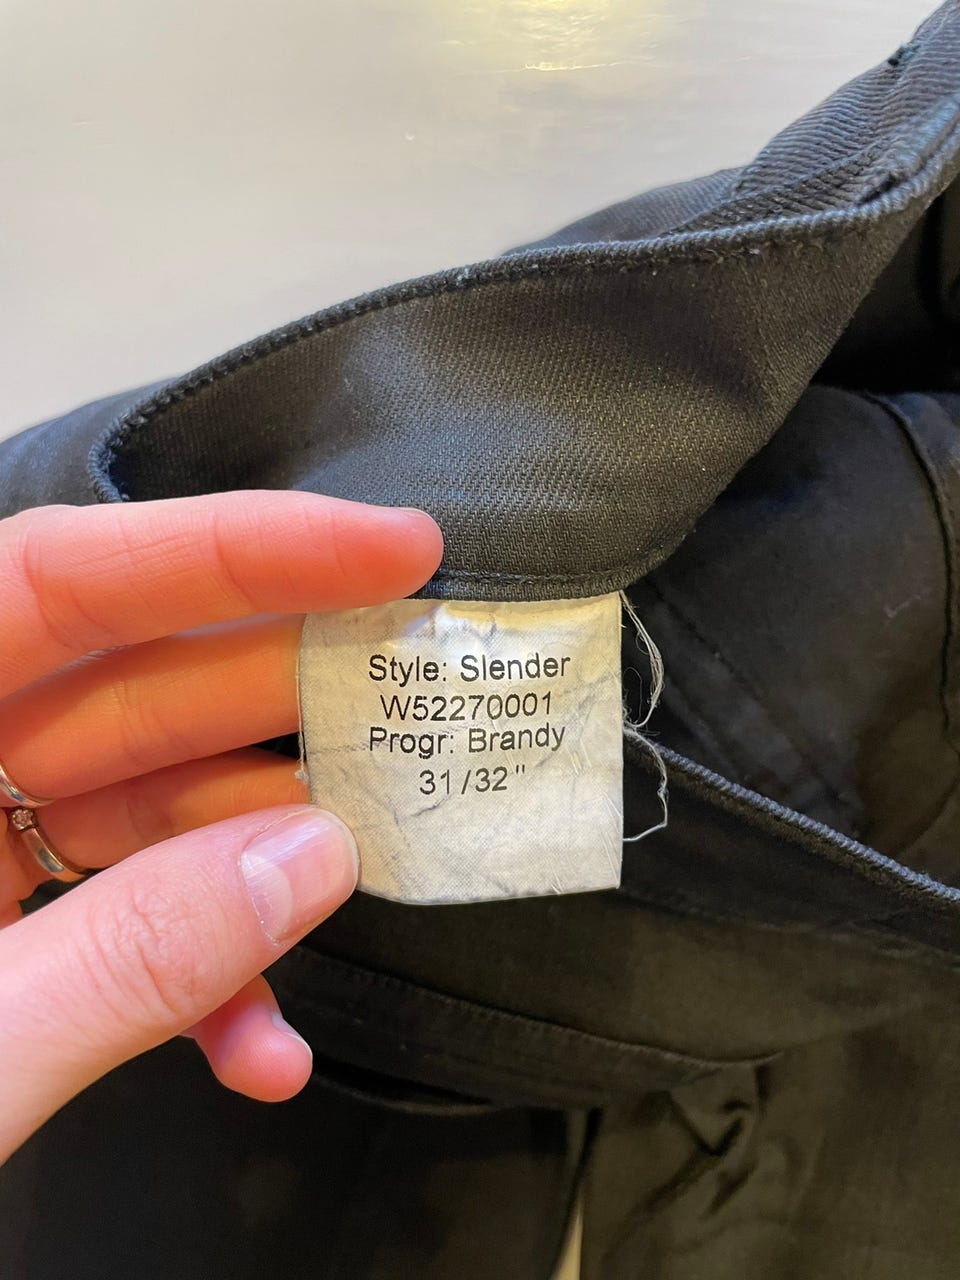 Style: Slender
W52270001
Progr: Brandy
31/32"